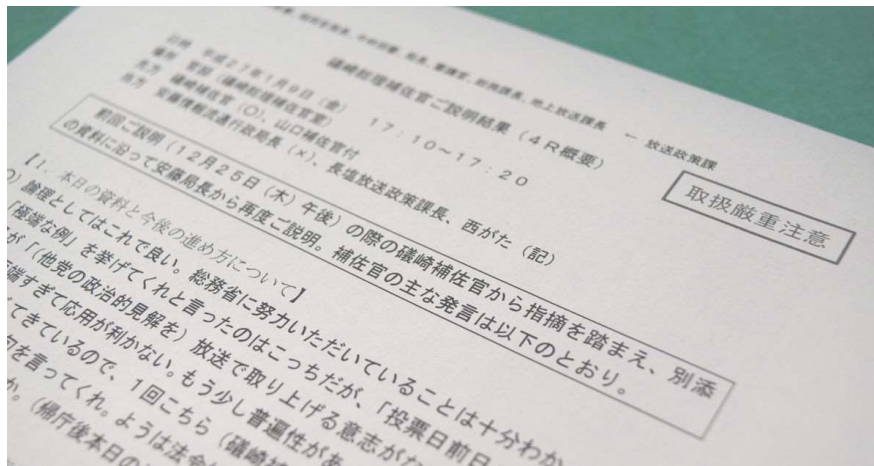 放送政策課
取扱厳重注意
礒崎総理補佐官ご説明結果(4R概要)
日時 平成27年1月9日(金) 17:10~17:20
場所 官邸(礒崎総理補佐官室)
先方 礒崎補佐官(O)、山口補佐官付
当方 安藤情報流通行政局長(×)、長塩放送政策課長、西がた(記)
前回ご説明(12月25日(木)午後)の際の礒崎補佐官から指摘を踏まえ、別添
の資料に沿って安藤局長から再度ご説明。補佐官の主な発言は以下のとおり。
【1.本日の資料と今後の進め方について】
論理としてはこれで良い。総務省に努力いただいていることは十分わか
「極端な例」を挙げてくれと言ったのはこっちだが、「投票日前日
が「(他党の政治的見解を)放送で取り上げる意志がな
端すぎて応用が利かない。もう少し普遍性があ
てきているので、1回こちら(礒崎補
を言ってくれ。ようは法令
か。(帰庁後本日の